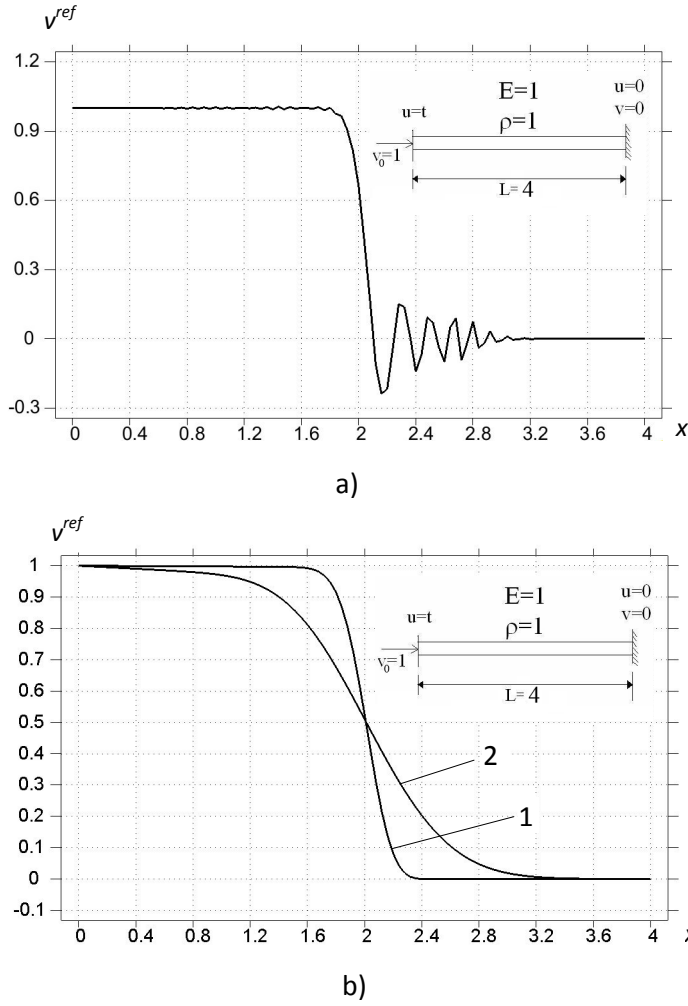 v^ref
1.2
0.9
0.6
0.3
0
-0.3
0 0.4 0.8 1.2 1.6 2 2.4 2.8 3.2 3.6 4
x
E=1
ρ=1
u=t
v₀=1
u=0
v=0
L= 4
a)
v^ref
1
0.9
0.8
0.7
0.6
0.5
0.4
0.3
0.2
0.1
0
-0.1
0 0.4 0.8 1.2 1.6 2 2.4 2.8 3.2 3.6 4
E=1
ρ=1
u=t
v₀=1
u=0
v=0
L= 4
2
1
b)